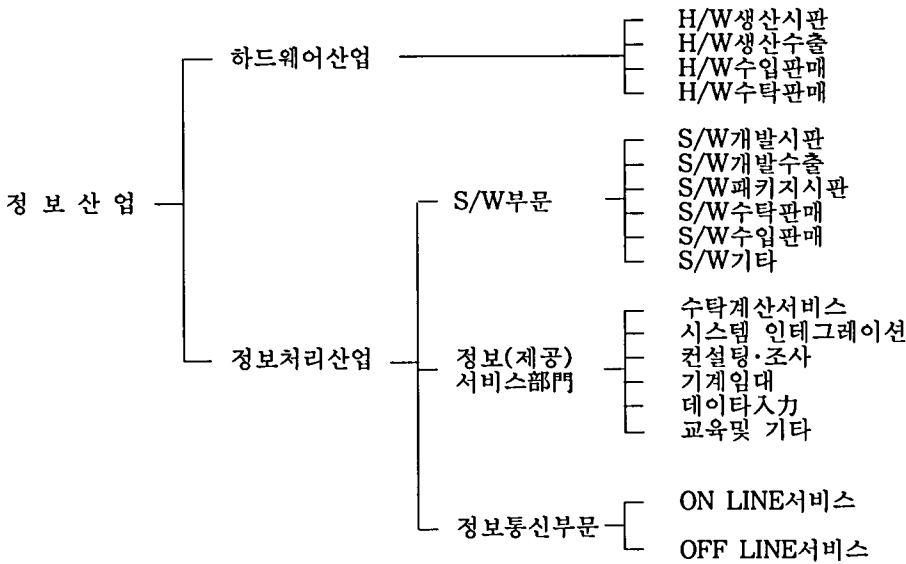 정 보 산 업
하드웨어산업
H/W생산시판
H/W생산수출
H/W수입판매
H/W수탁판매
정보처리산업
S/W부문
S/W개발시판
S/W개발수출
S/W패키지시판
S/W수탁판매
S/W수입판매
S/W기타
정보(제공)
서비스部門
수탁계산서비스
시스템 인테그레이션
컨설팅·조사
기계임대
데이타入力
교육및 기타
정보통신부문
ON LINE서비스
OFF LINE서비스